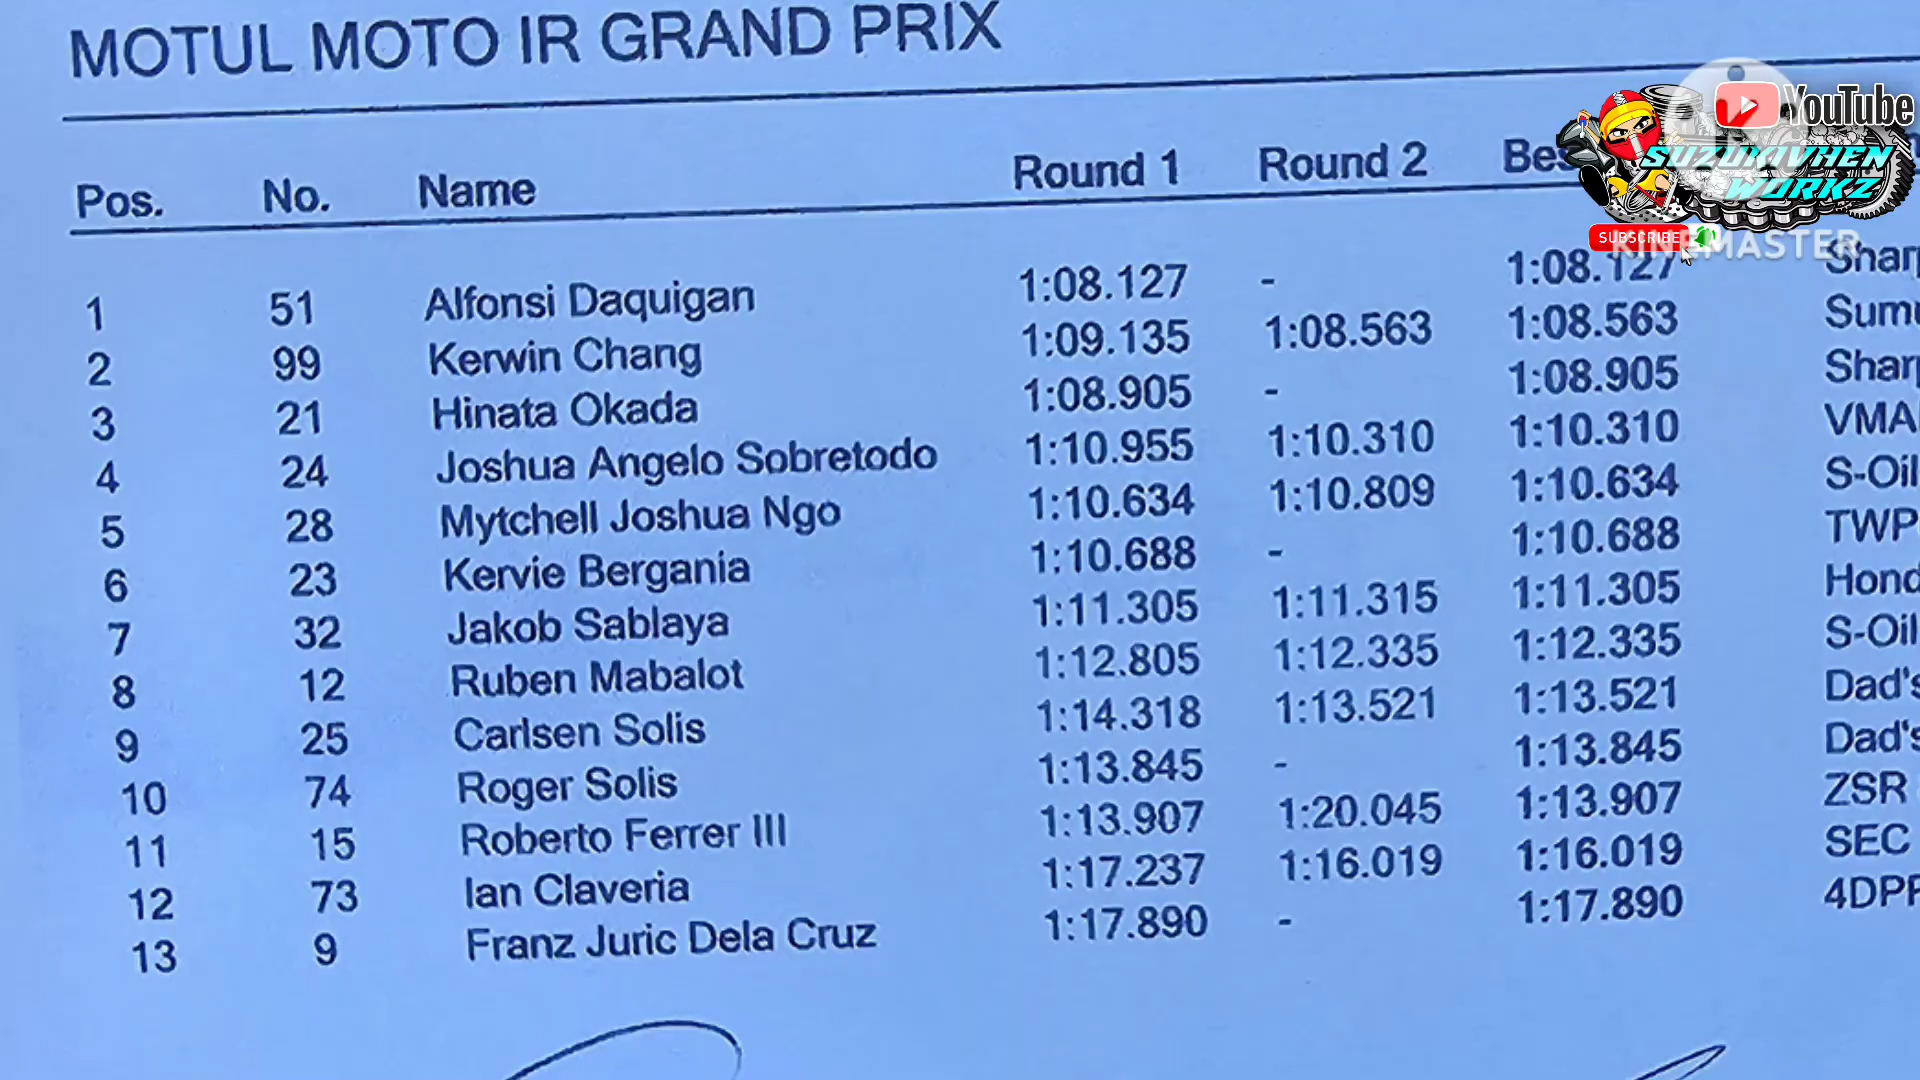 MOTUL MOTO IR GRAND PRIX
YouTube
SUZUKIVHEN
WORKZ
SUBSCRIBE
KINEMASTER
Pos. No. Name Round 1 Round 2
1 51 Alfonsi Daquigan 1:08.127 - 1:08.127
2 99 Kerwin Chang 1:09.135 1:08.563 1:08.563
3 21 Hinata Okada 1:08.905 - 1:08.905
4 24 Joshua Angelo Sobretodo 1:10.955 1:10.310 1:10.310
5 28 Mytchell Joshua Ngo 1:10.634 1:10.809 1:10.634 S-Oil
6 23 Kervie Bergania 1:10.688 - 1:10.688 TWP
7 32 Jakob Sablaya 1:11.305 1:11.315 1:11.305
8 12 Ruben Mabalot 1:12.805 1:12.335 1:12.335 S-Oil
9 25 Carlsen Solis 1:14.318 1:13.521 1:13.521 Dad's
10 74 Roger Solis 1:13.845 - 1:13.845 Dad's
11 15 Roberto Ferrer III 1:13.907 1:20.045 1:13.907 ZSR
12 73 Ian Claveria 1:17.237 1:16.019 1:16.019 SEC
13 9 Franz Juric Dela Cruz 1:17.890 - 1:17.890